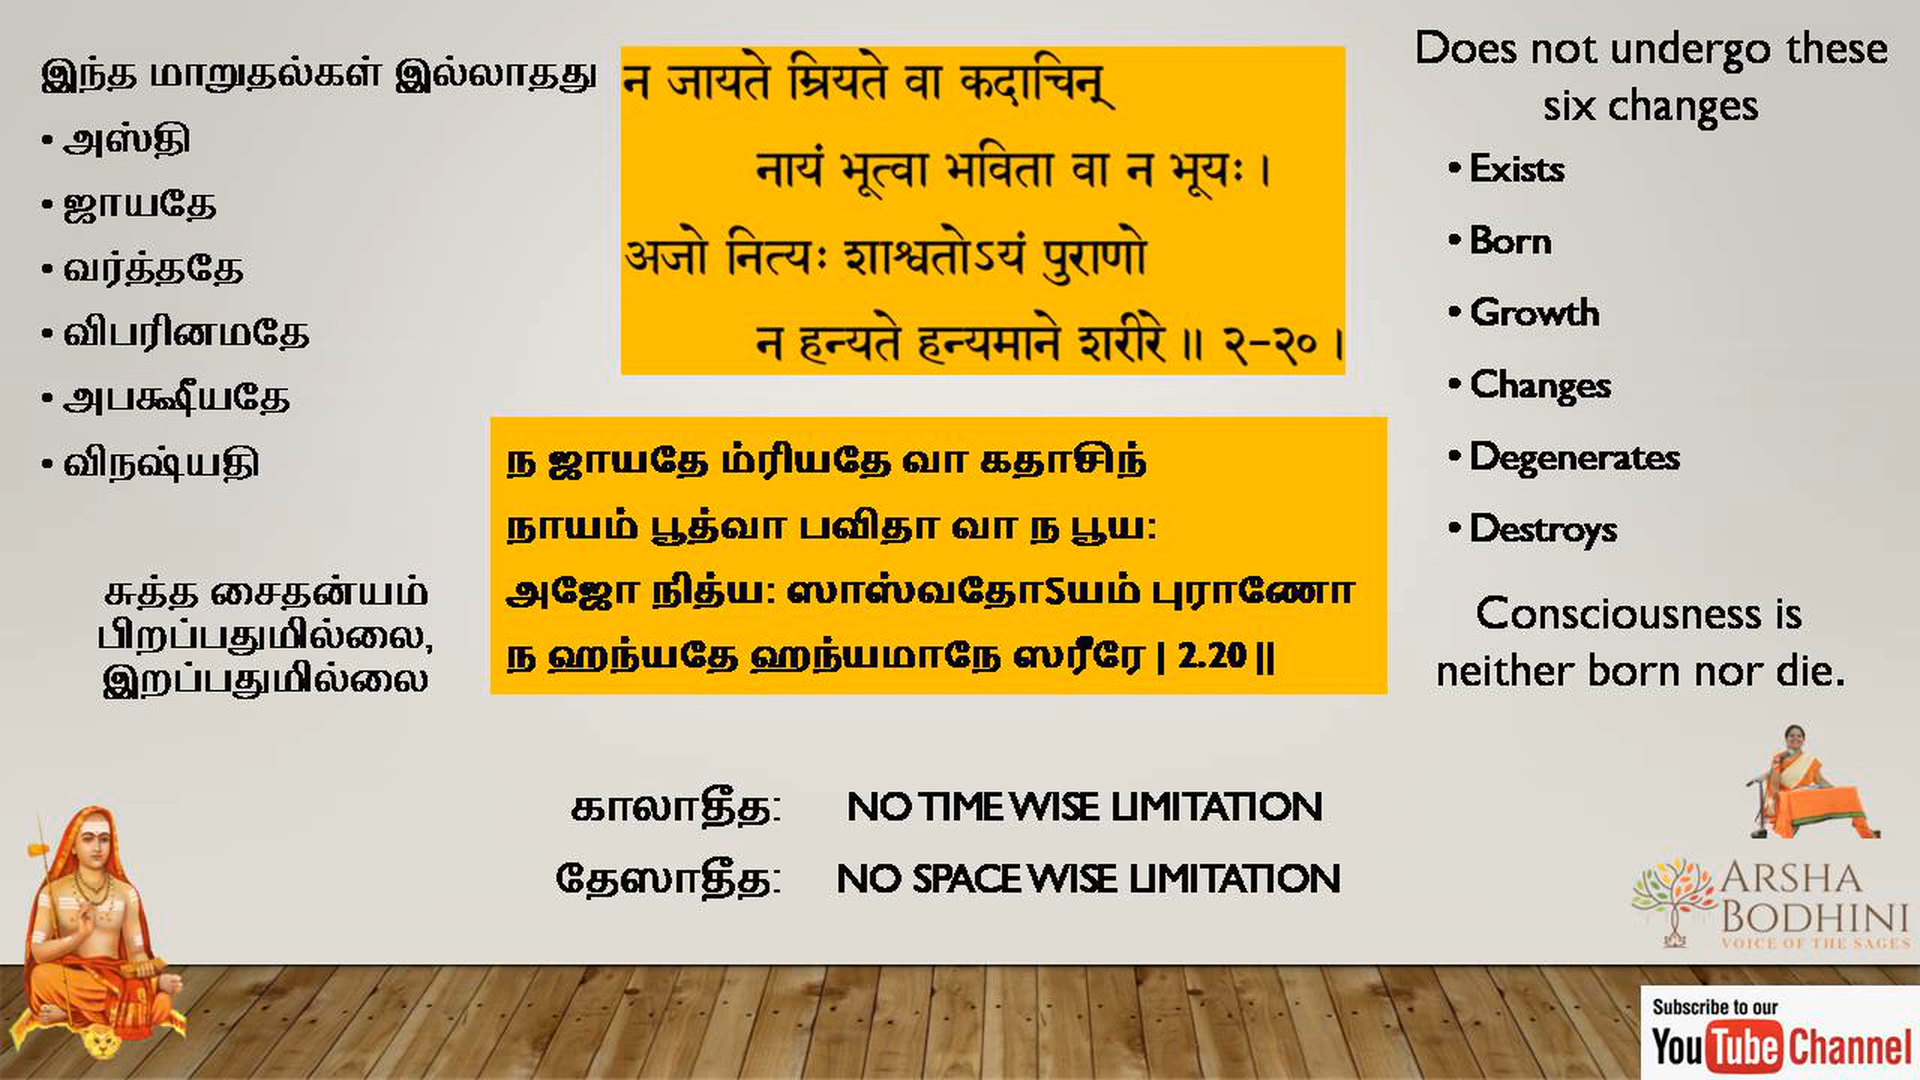 இந்த மாறுதல்கள் இல்லாதது
• அஸ்தி
• ஜாயதே
• வர்த்ததே
• விபரினமதே
• அபக்ஷீயதே
• விநஷ்யதி
சுத்த சைதன்யம்
பிறப்பதுமில்லை,
இறப்பதுமில்லை
न जायते म्रियते वा कदाचिन्
नायं भूत्वा भविता वा न भूयः ।
अजो नित्यः शाश्वतोऽयं पुराणो
न हन्यते हन्यमाने शरीरे ॥ २-२० ।
ந ஜாயதே ம்ரியதே வா கதாசிந்
நாயம் பூத்வா பவிதா வா ந பூய:
அஜோ நித்ய: ஸாஸ்வதோSயம் புராணோ
ந ஹந்யதே ஹந்யமாநே ஸரீரே | 2.20 ||
காலாதீத: NO TIME WISE LIMITATION
தேஸாதீத: NO SPACE WISE LIMITATION
Does not undergo these
six changes
• Exists
• Born
• Growth
• Changes
• Degenerates
• Destroys
Consciousness is
neither born nor die.
ARSHA
BODHINI
VOICE OF THE SAGES
Subscribe to our
YouTube Channel